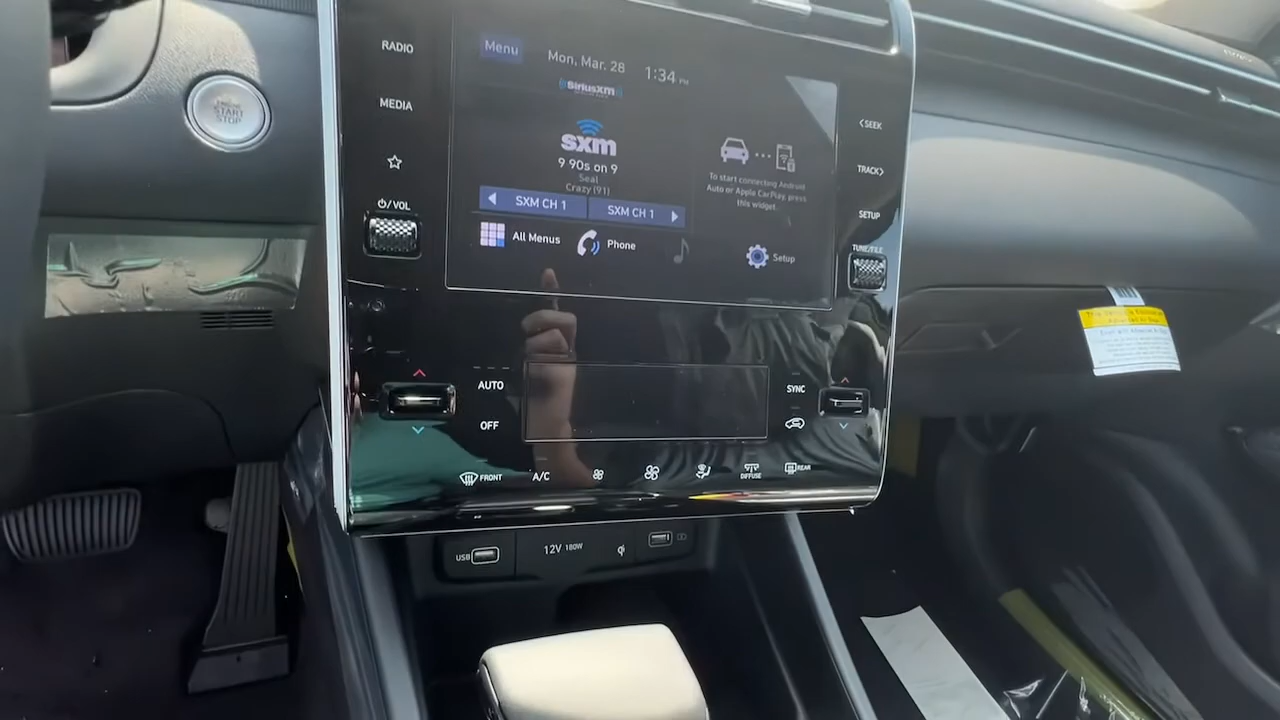 RADIO
MEDIA
VOL
START
STOP
Menu
Mon, Mar. 28
1:34 PM
SiriusXM
sxm
9 90s on 9
Seal
Crazy (91)
SXM CH 1
SXM CH 1
All Menus
Phone
To start connecting Android
Auto or Apple CarPlay, press
this widget.
Setup
<SEEK
TRACK>
SETUP
TUNE/FILE
AUTO
OFF
SYNC
FRONT
A/C
DIFFUSE
REAR
USB
12V 180W
qi